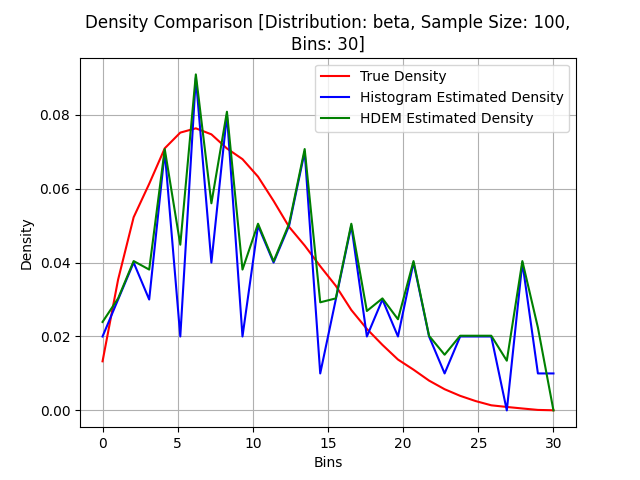 Density Comparison [Distribution: beta, Sample Size: 100,
Bins: 30]
True Density
Histogram Estimated Density
HDEM Estimated Density
Density
0.08
0.06
0.04
0.02
0.00
0 5 10 15 20 25 30
Bins